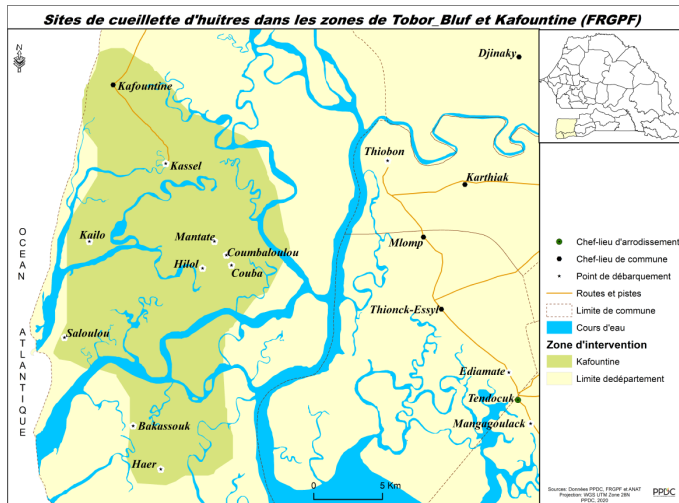 Sites de cueillette d'huitres dans les zones de Tobor_Bluf et Kafountine (FRGPF)
N
Djinaky
Kafountine
Thiobon
Kassel
Karthiak
OCEAN
Kailo
Mantate
Mlomp
Coumbaloulou
Hilol
Couba
Thionck-Essyl
ATLANTIQUE
Saloulou
Ediamate
Tendocuk
Bakassouk
Mangagoulack
Haer
0
5 Km
Chef-lieu d'arrodissement
Chef-lieu de commune
Point de débarquement
Routes et pistes
Limite de commune
Cours d'eau
Zone d'intervention
Kafountine
Limite dedépartement
Sources: Données PPDC, FRGPF et ANAT
Projection: WGS UTM Zone 28N
PPDC, 2020
PPDC